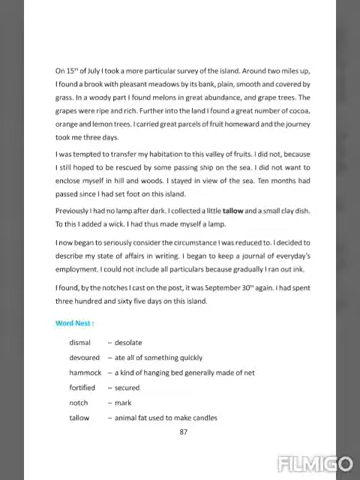 On 15th of July I took a more particular survey of the island. Around two miles up,
I found a brook with pleasant meadows by its bank, plain, smooth and covered by
grass. In a woody part I found melons in great abundance, and grape trees. The
grapes were ripe and rich. Further into the land I found a great number of cocoa,
orange and lemon trees. I carried great parcels of fruit homeward and the journey
took me three days.
I was tempted to transfer my habitation to this valley of fruits. I did not, because
I still hoped to be rescued by some passing ship on the sea. I did not want to
enclose myself in hill and woods. I stayed in view of the sea. Ten months had
passed since I had set foot on this island.
Previously I had no lamp after dark. I collected a little tallow and a small clay dish.
To this I added a wick. I had thus made myself a lamp.
I now began to seriously consider the circumstance I was reduced to. I decided to
describe my state of affairs in writing. I began to keep a journal of everyday's
employment. I could not include all particulars because gradually I ran out ink.
I found, by the notches I cast on the post, it was September 30th again. I had spent
three hundred and sixty five days on this island.
Word Nest :
dismal – desolate
devoured – ate all of something quickly
hammock – a kind of hanging bed generally made of net
fortified – secured
notch – mark
tallow – animal fat used to make candles
87
FILMIGO